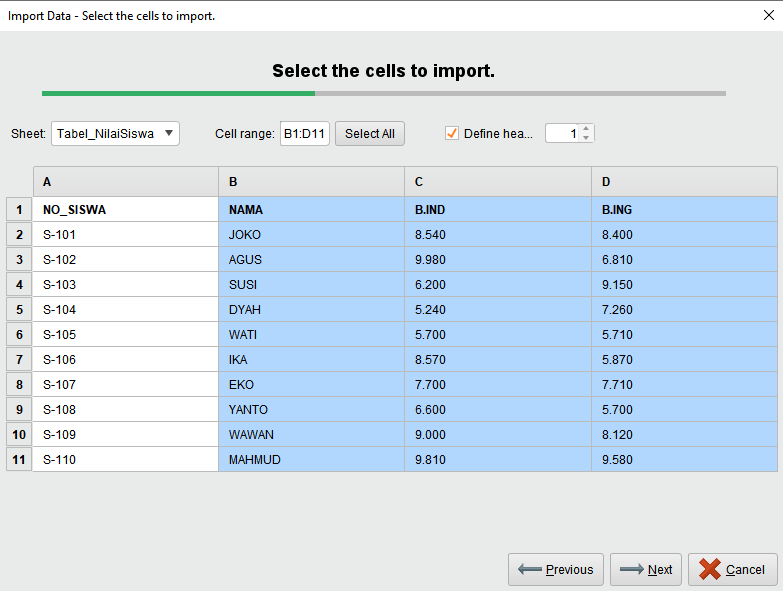 Import Data - Select the cells to import.
Select the cells to import.
Sheet: Tabel_NilaiSiswa Cell range: B1:D11 Select All Define hea... 1
A B C D
1 NO_SISWA NAMA B.IND B.ING
2 S-101 JOKO 8.540 8.400
3 S-102 AGUS 9.980 6.810
4 S-103 SUSI 6.200 9.150
5 S-104 DYAH 5.240 7.260
6 S-105 WATI 5.700 5.710
7 S-106 IKA 8.570 5.870
8 S-107 EKO 7.700 7.710
9 S-108 YANTO 6.600 5.700
10 S-109 WAWAN 9.000 8.120
11 S-110 MAHMUD 9.810 9.580
Previous Next Cancel